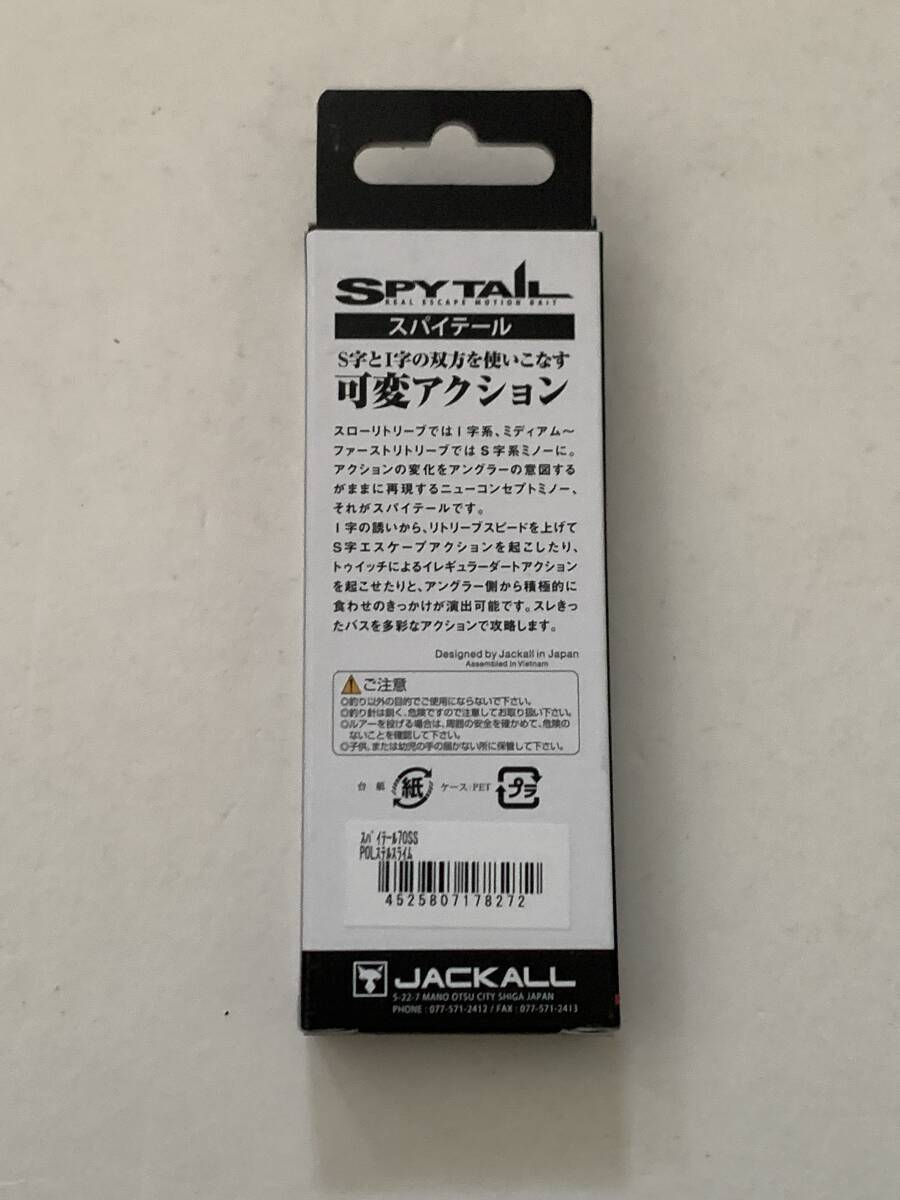 SPY TAIL
REAL ESCAPE MOTION BAIT
スパイテール
S字とI字の双方を使いこなす
可変アクション
スローリトリーブではI字系、ミディアム〜
ファーストリトリーブではS字系ミノーに。
アクションの変化をアングラーの意図する
がままに再現するニューコンセプトミノー、
それがスパイテールです。
I字の誘いから、リトリーブスピードを上げて
S字エスケープアクションを起こしたり、
トゥイッチによるイレギュラーダートアクション
を起こせたりと、アングラー側から積極的に
食わせのきっかけが演出可能です。スレきっ
たバスを多彩なアクションで攻略します。
Designed by Jackall in Japan
Assembled in Vietnam
ご注意
◎釣り以外の目的でご使用にならないで下さい。
◎釣り針は鋭く、危険ですので注意してお取り扱い下さい。
◎ルアーを投げる場合は、周囲の安全を確かめて、危険の
ないことを確認して下さい。
◎子供、または幼児の手の届かない所に保管して下さい。
台紙 紙 ケース:PET プラ
スパイテール70SS
POLステルスライム
4525807178272
JACKALL
5-22-7 MANO OTSU CITY SHIGA JAPAN
PHONE : 077-571-2412 / FAX : 077-571-2413